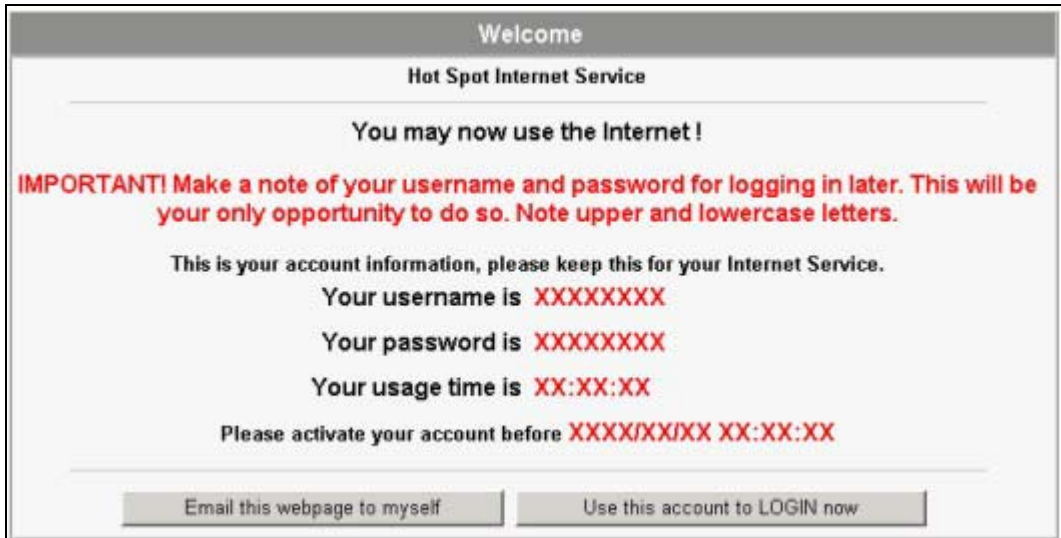 Welcome
Hot Spot Internet Service
You may now use the Internet !
IMPORTANT! Make a note of your username and password for logging in later. This will be
your only opportunity to do so. Note upper and lowercase letters.
This is your account information, please keep this for your Internet Service.
Your username is XXXXXXXX
Your password is XXXXXXXX
Your usage time is XX:XX:XX
Please activate your account before XXXX/XX/XX XX:XX:XX
Email this webpage to myself
Use this account to LOGIN now